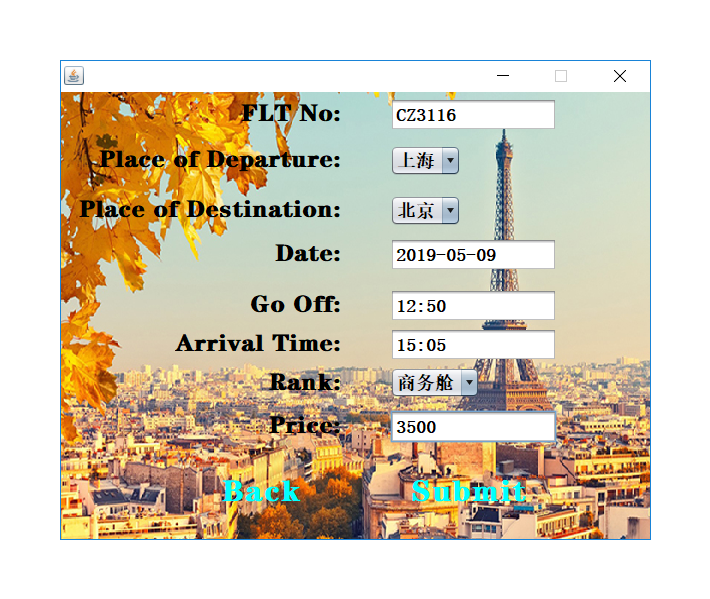 FLT No: CZ3116
Place of Departure: 上海
Place of Destination: 北京
Date: 2019-05-09
Go Off: 12:50
Arrival Time: 15:05
Rank: 商务舱
Price: 3500
Back Submit